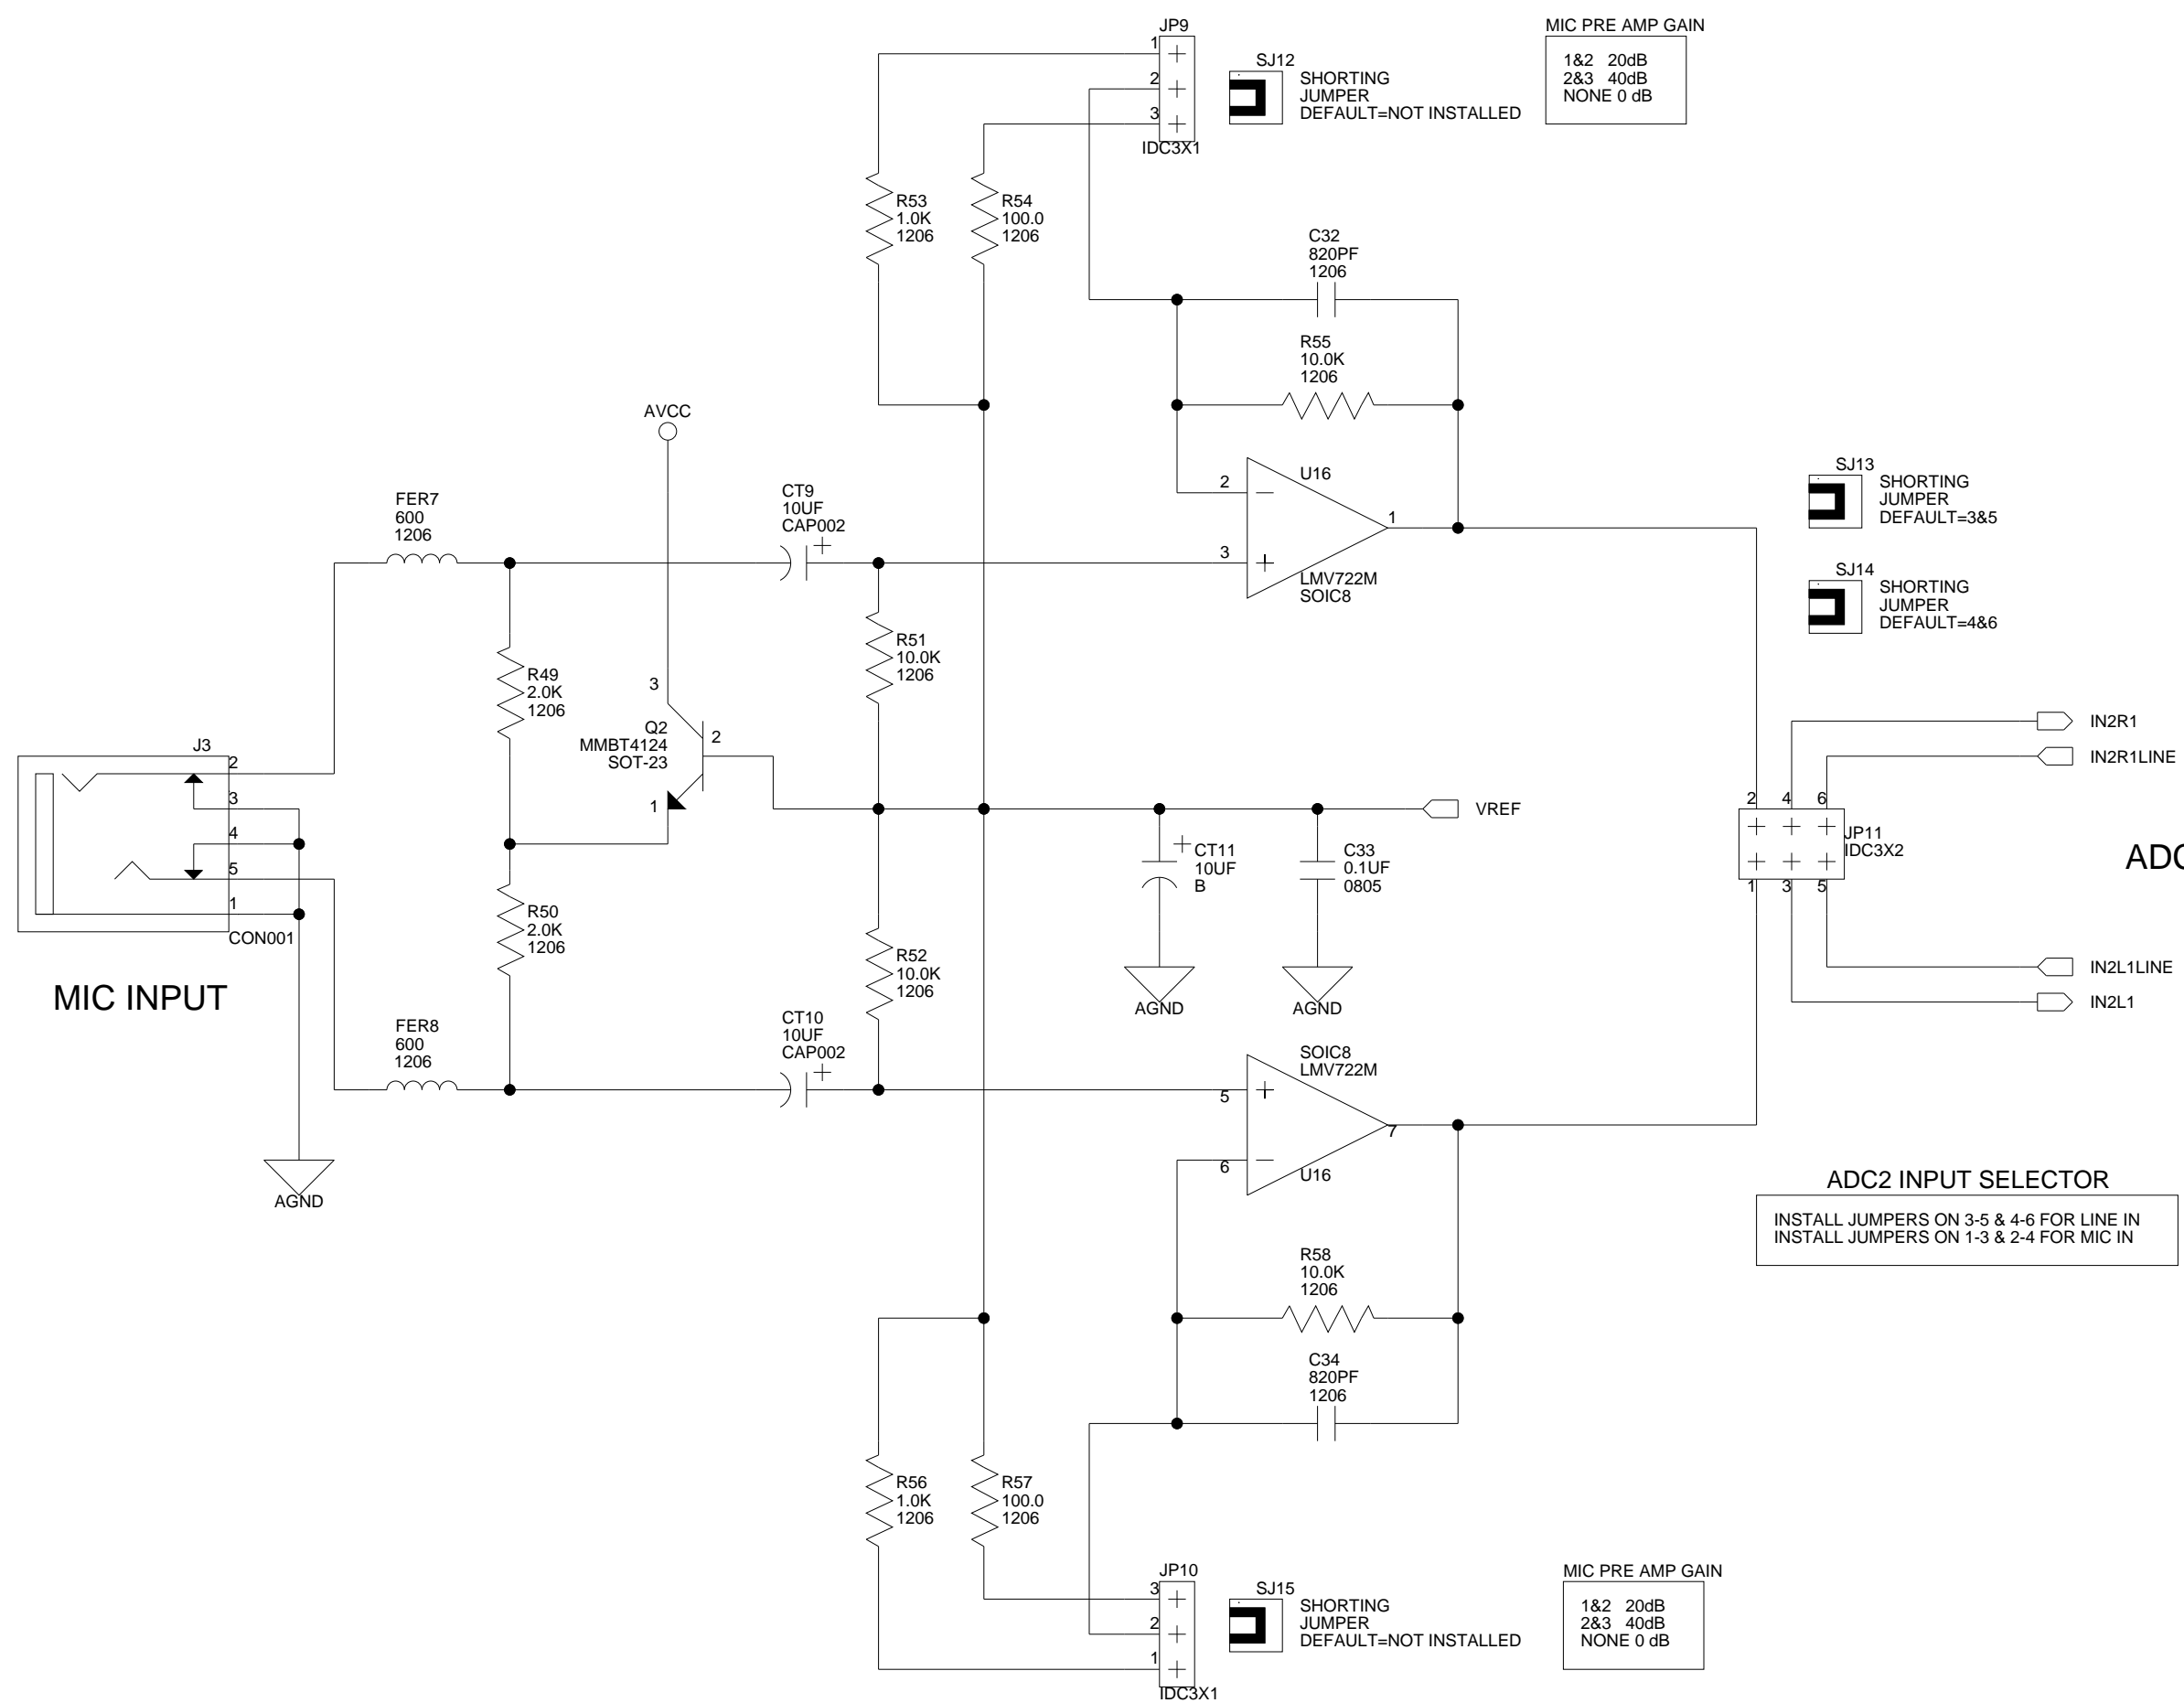 JP9
1
2
3
IDC3X1
SJ12
SHORTING
JUMPER
DEFAULT=NOT INSTALLED
MIC PRE AMP GAIN
1&2 20dB
2&3 40dB
NONE 0 dB
R53
1.0K
1206
R54
100.0
1206
C32
820PF
1206
R55
10.0K
1206
AVCC
FER7
600
1206
CT9
10UF
CAP002
+
2
3
1
U16
LMV722M
SOIC8
SJ13
SHORTING
JUMPER
DEFAULT=3&5
SJ14
SHORTING
JUMPER
DEFAULT=4&6
R49
2.0K
1206
R51
10.0K
1206
3
Q2
MMBT4124
SOT-23
2
1
J3
2
3
4
5
1
CON001
MIC INPUT
VREF
IN2R1
IN2R1LINE
2
4
6
JP11
IDC3X2
1
3
5
ADC
IN2L1LINE
IN2L1
+
CT11
10UF
B
C33
0.1UF
0805
AGND
AGND
R50
2.0K
1206
R52
10.0K
1206
FER8
600
1206
CT10
10UF
CAP002
+
SOIC8
LMV722M
5
6
7
U16
AGND
ADC2 INPUT SELECTOR
INSTALL JUMPERS ON 3-5 & 4-6 FOR LINE IN
INSTALL JUMPERS ON 1-3 & 2-4 FOR MIC IN
R58
10.0K
1206
C34
820PF
1206
R56
1.0K
1206
R57
100.0
1206
JP10
3
2
1
IDC3X1
SJ15
SHORTING
JUMPER
DEFAULT=NOT INSTALLED
MIC PRE AMP GAIN
1&2 20dB
2&3 40dB
NONE 0 dB